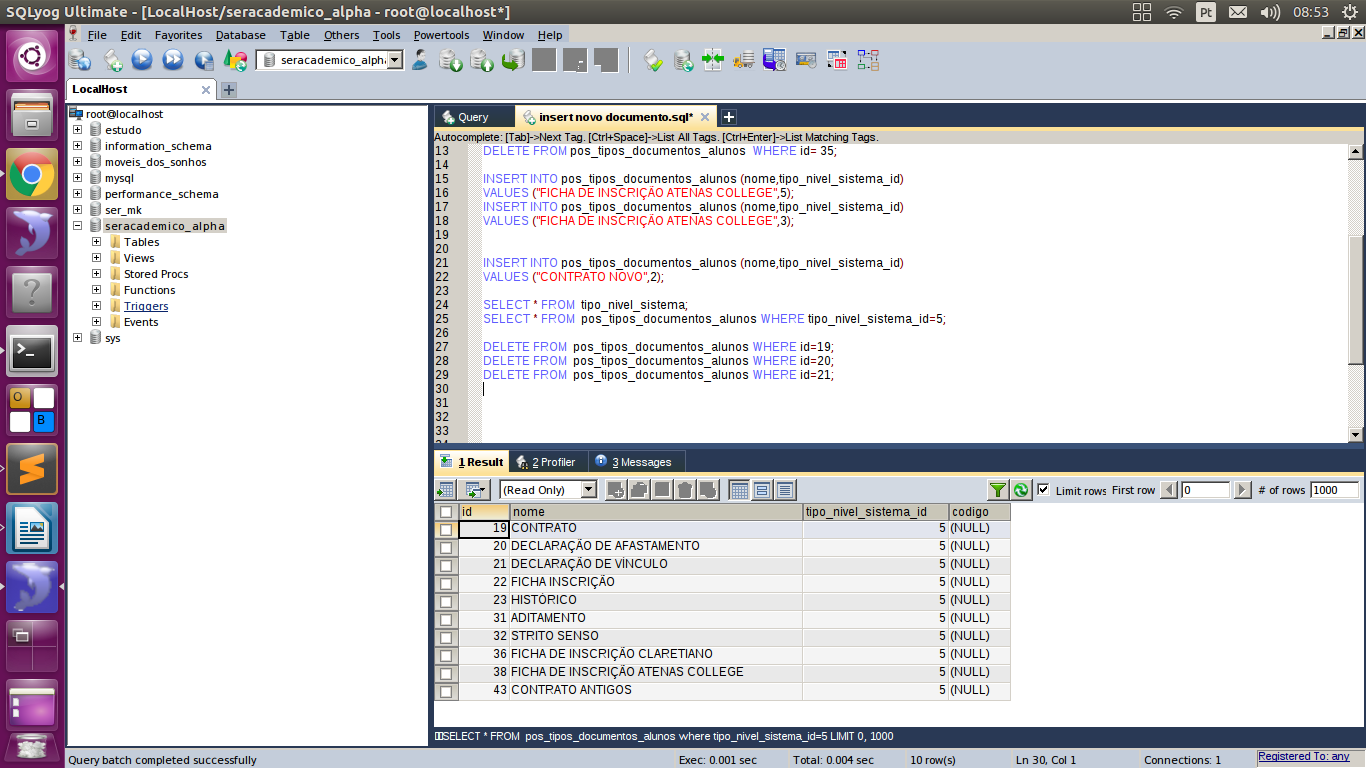 SQLyog Ultimate - [LocalHost/seracademico_alpha - root@localhost*]
Pt
08:53
File Edit Favorites Database Table Others Tools Powertools Window Help
seracademico_alph
LocalHost
root@localhost
estudo
information_schema
moveis_dos_sonhos
mysql
performance_schema
ser_mk
seracademico_alpha
Tables
Views
Stored Procs
Functions
Triggers
Events
sys
Query insert novo documento.sql*
Autocomplete: [Tab]->Next Tag. [Ctrl+Space]->List All Tags. [Ctrl+Enter]->List Matching Tags.
13 DELETE FROM pos_tipos_documentos_alunos WHERE id= 35;
14
15 INSERT INTO pos_tipos_documentos_alunos (nome,tipo_nivel_sistema_id)
16 VALUES ("FICHA DE INSCRIÇÃO ATENAS COLLEGE",5);
17 INSERT INTO pos_tipos_documentos_alunos (nome,tipo_nivel_sistema_id)
18 VALUES ("FICHA DE INSCRIÇÃO ATENAS COLLEGE",3);
19
20
21 INSERT INTO pos_tipos_documentos_alunos (nome,tipo_nivel_sistema_id)
22 VALUES ("CONTRATO NOVO",2);
23
24 SELECT * FROM tipo_nivel_sistema;
25 SELECT * FROM pos_tipos_documentos_alunos WHERE tipo_nivel_sistema_id=5;
26
27 DELETE FROM pos_tipos_documentos_alunos WHERE id=19;
28 DELETE FROM pos_tipos_documentos_alunos WHERE id=20;
29 DELETE FROM pos_tipos_documentos_alunos WHERE id=21;
30
31
32
33
1 Result 2 Profiler 3 Messages
(Read Only) Limit rows First row 0 # of rows 1000
id nome tipo_nivel_sistema_id codigo
19 CONTRATO 5 (NULL)
20 DECLARAÇÃO DE AFASTAMENTO 5 (NULL)
21 DECLARAÇÃO DE VÍNCULO 5 (NULL)
22 FICHA INSCRIÇÃO 5 (NULL)
23 HISTÓRICO 5 (NULL)
31 ADITAMENTO 5 (NULL)
32 STRITO SENSO 5 (NULL)
36 FICHA DE INSCRIÇÃO CLARETIANO 5 (NULL)
38 FICHA DE INSCRIÇÃO ATENAS COLLEGE 5 (NULL)
43 CONTRATO ANTIGOS 5 (NULL)
SELECT * FROM pos_tipos_documentos_alunos where tipo_nivel_sistema_id=5 LIMIT 0, 1000
Query batch completed successfully Exec: 0.001 sec Total: 0.004 sec 10 row(s) Ln 30, Col 1 Connections: 1 Registered To: any